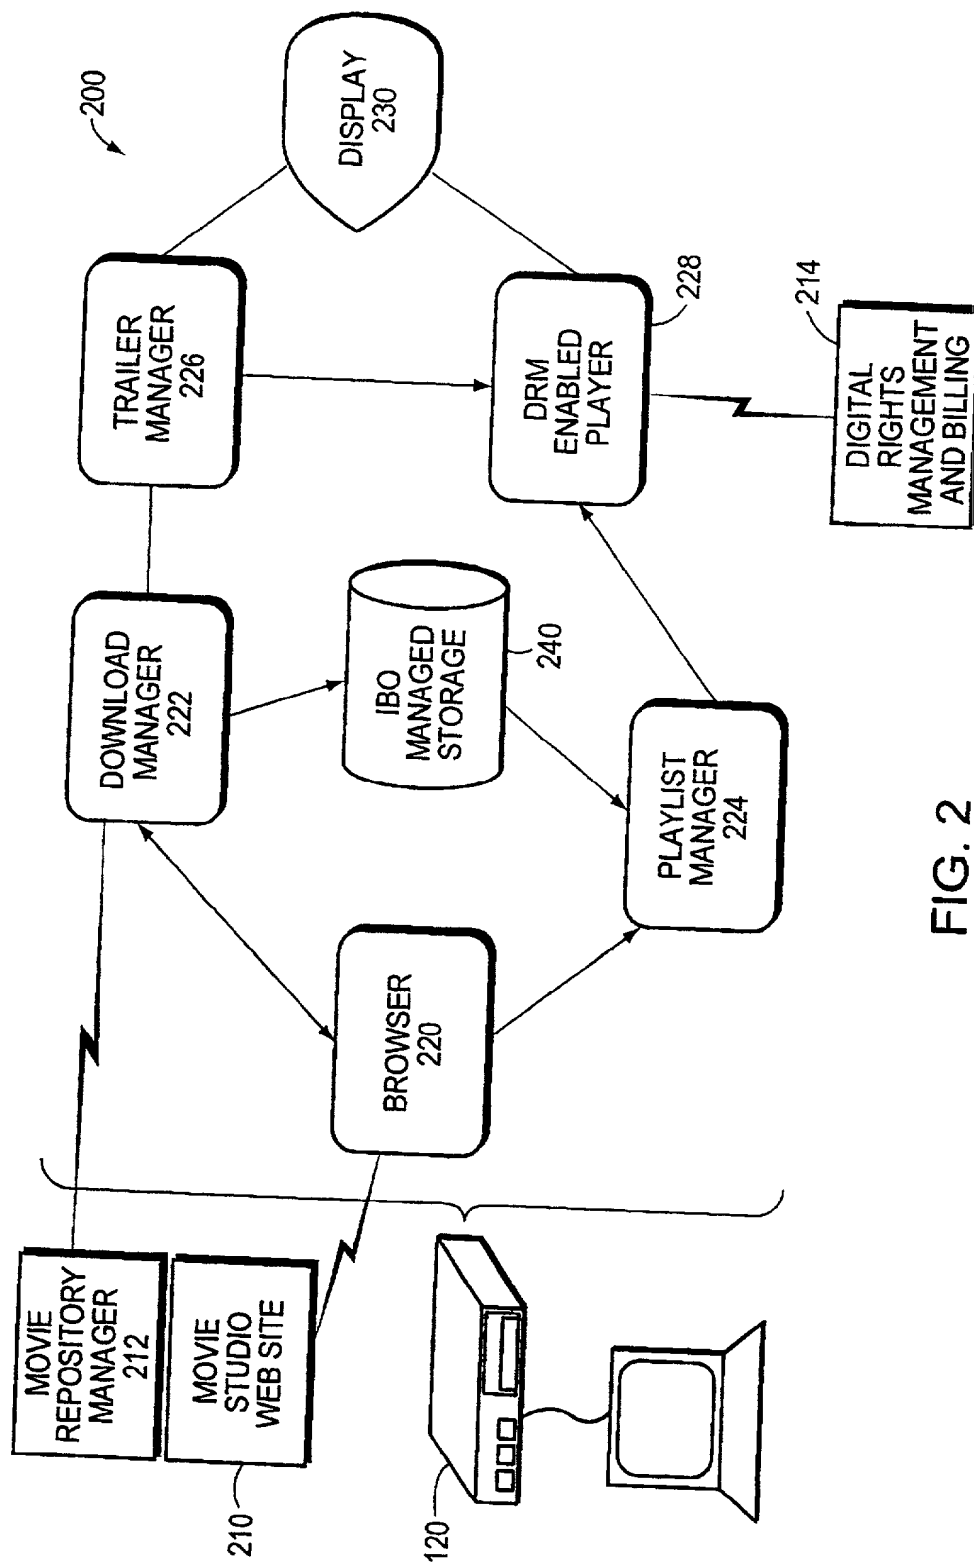 200
MOVIE
REPOSITORY
MANAGER
212
MOVIE
STUDIO
WEB SITE
210
120
DOWNLOAD
MANAGER
222
TRAILER
MANAGER
226
DISPLAY
230
BROWSER
220
IBO
MANAGED
STORAGE
240
DRM
ENABLED
PLAYER
228
PLAYLIST
MANAGER
224
DIGITAL
RIGHTS
MANAGEMENT
AND BILLING
214
FIG. 2